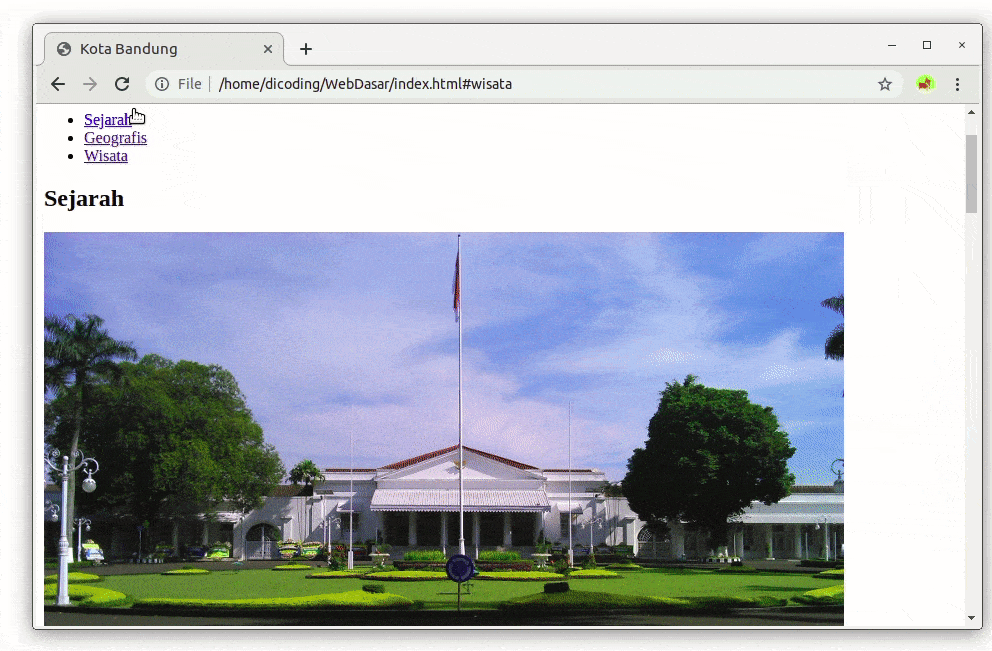 Kota Bandung
File | /home/dicoding/WebDasar/index.html#wisata
Sejarah
Geografis
Wisata
Sejarah